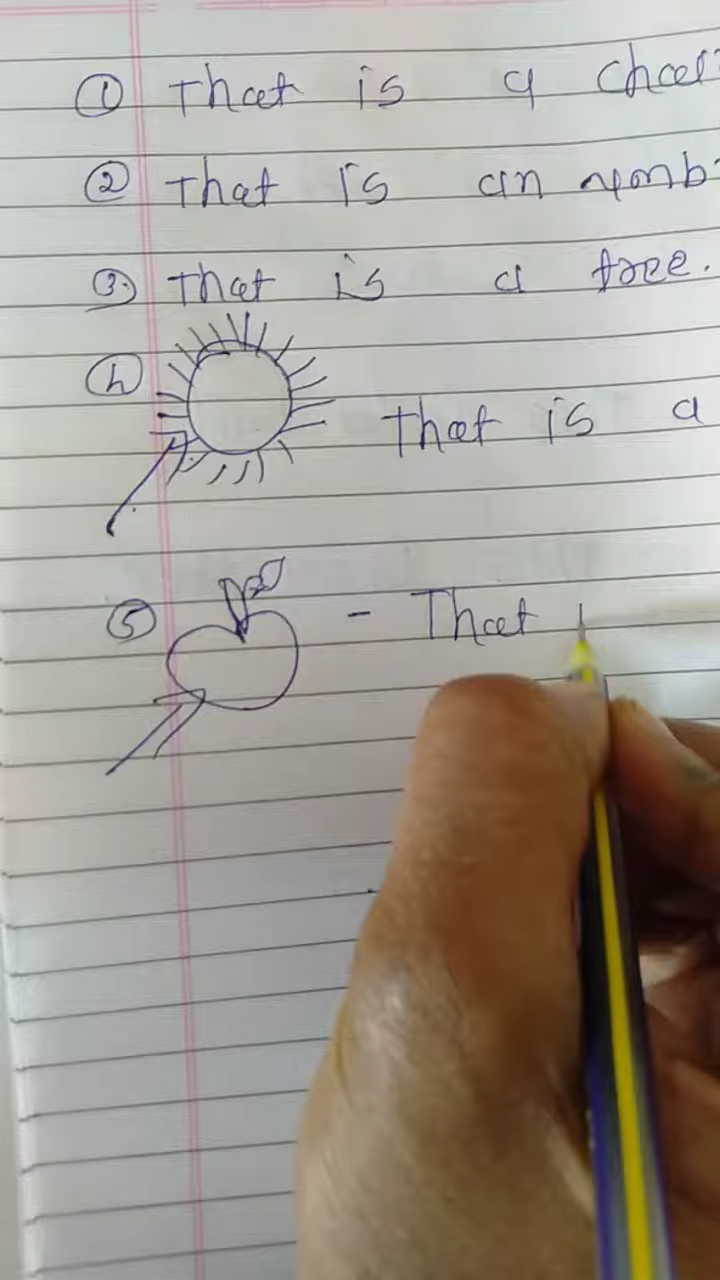 ① That is a
② That is an
③ That is a tree.
④ That is a
⑤ - That